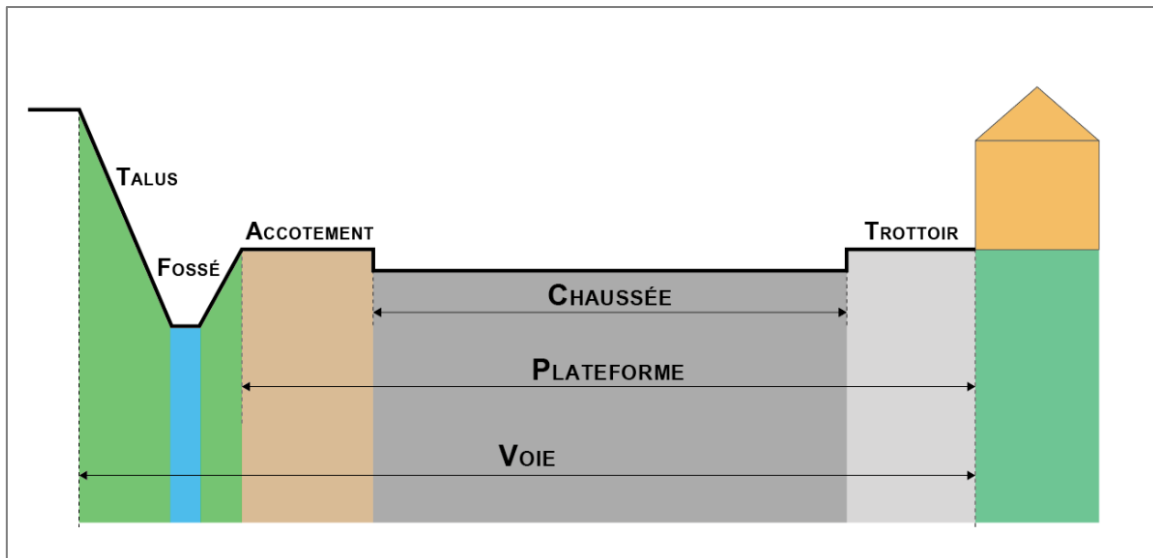 TALUS
FOSSÉ
ACCOTEMENT
TROTTOIR
CHAUSSÉE
PLATEFORME
VOIE